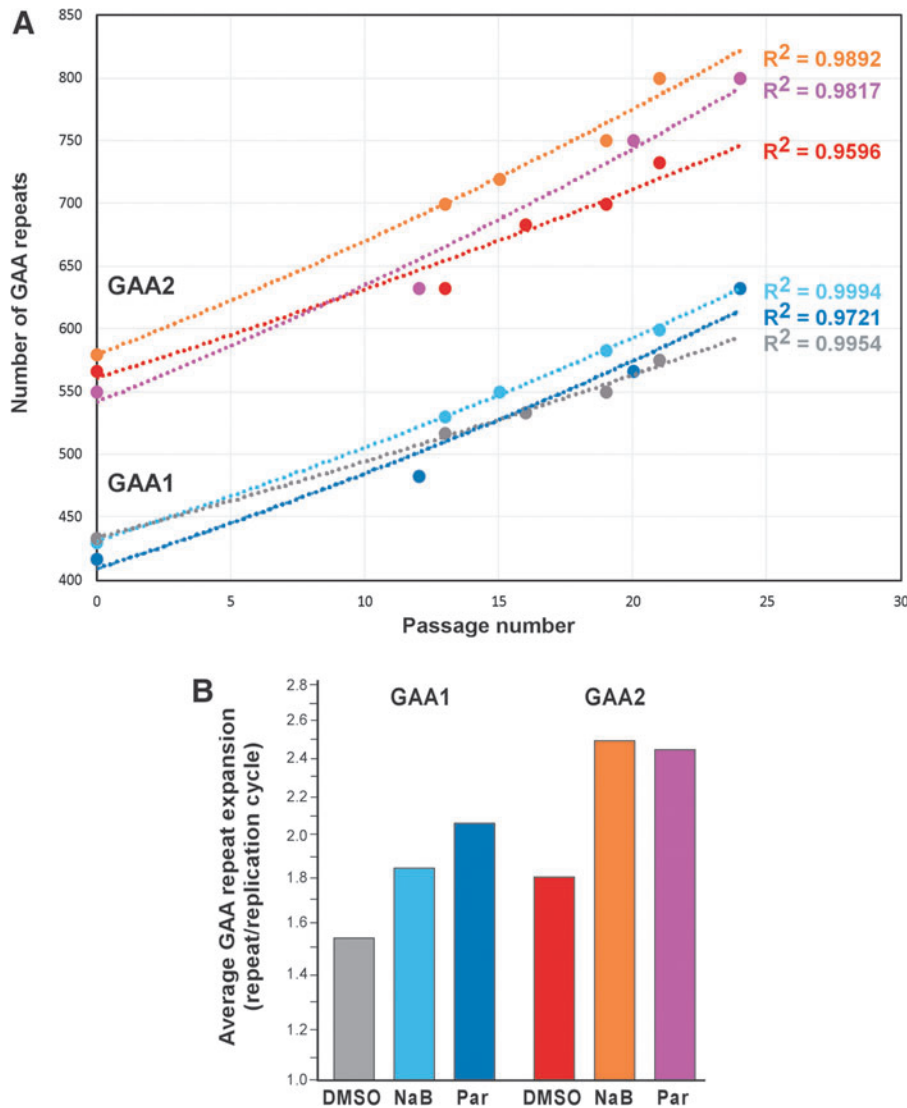 A
850
800
750
700
650
600
550
500
450
400
Number of GAA repeats
GAA2
GAA1
R² = 0.9892
R² = 0.9817
R² = 0.9596
R² = 0.9994
R² = 0.9721
R² = 0.9954
0 5 10 15 20 25 30
Passage number
B
Average GAA repeat expansion
(repeat/replication cycle)
2.8
2.6
2.4
2.2
2.0
1.8
1.6
1.4
1.2
1.0
GAA1 GAA2
DMSO NaB Par DMSO NaB Par